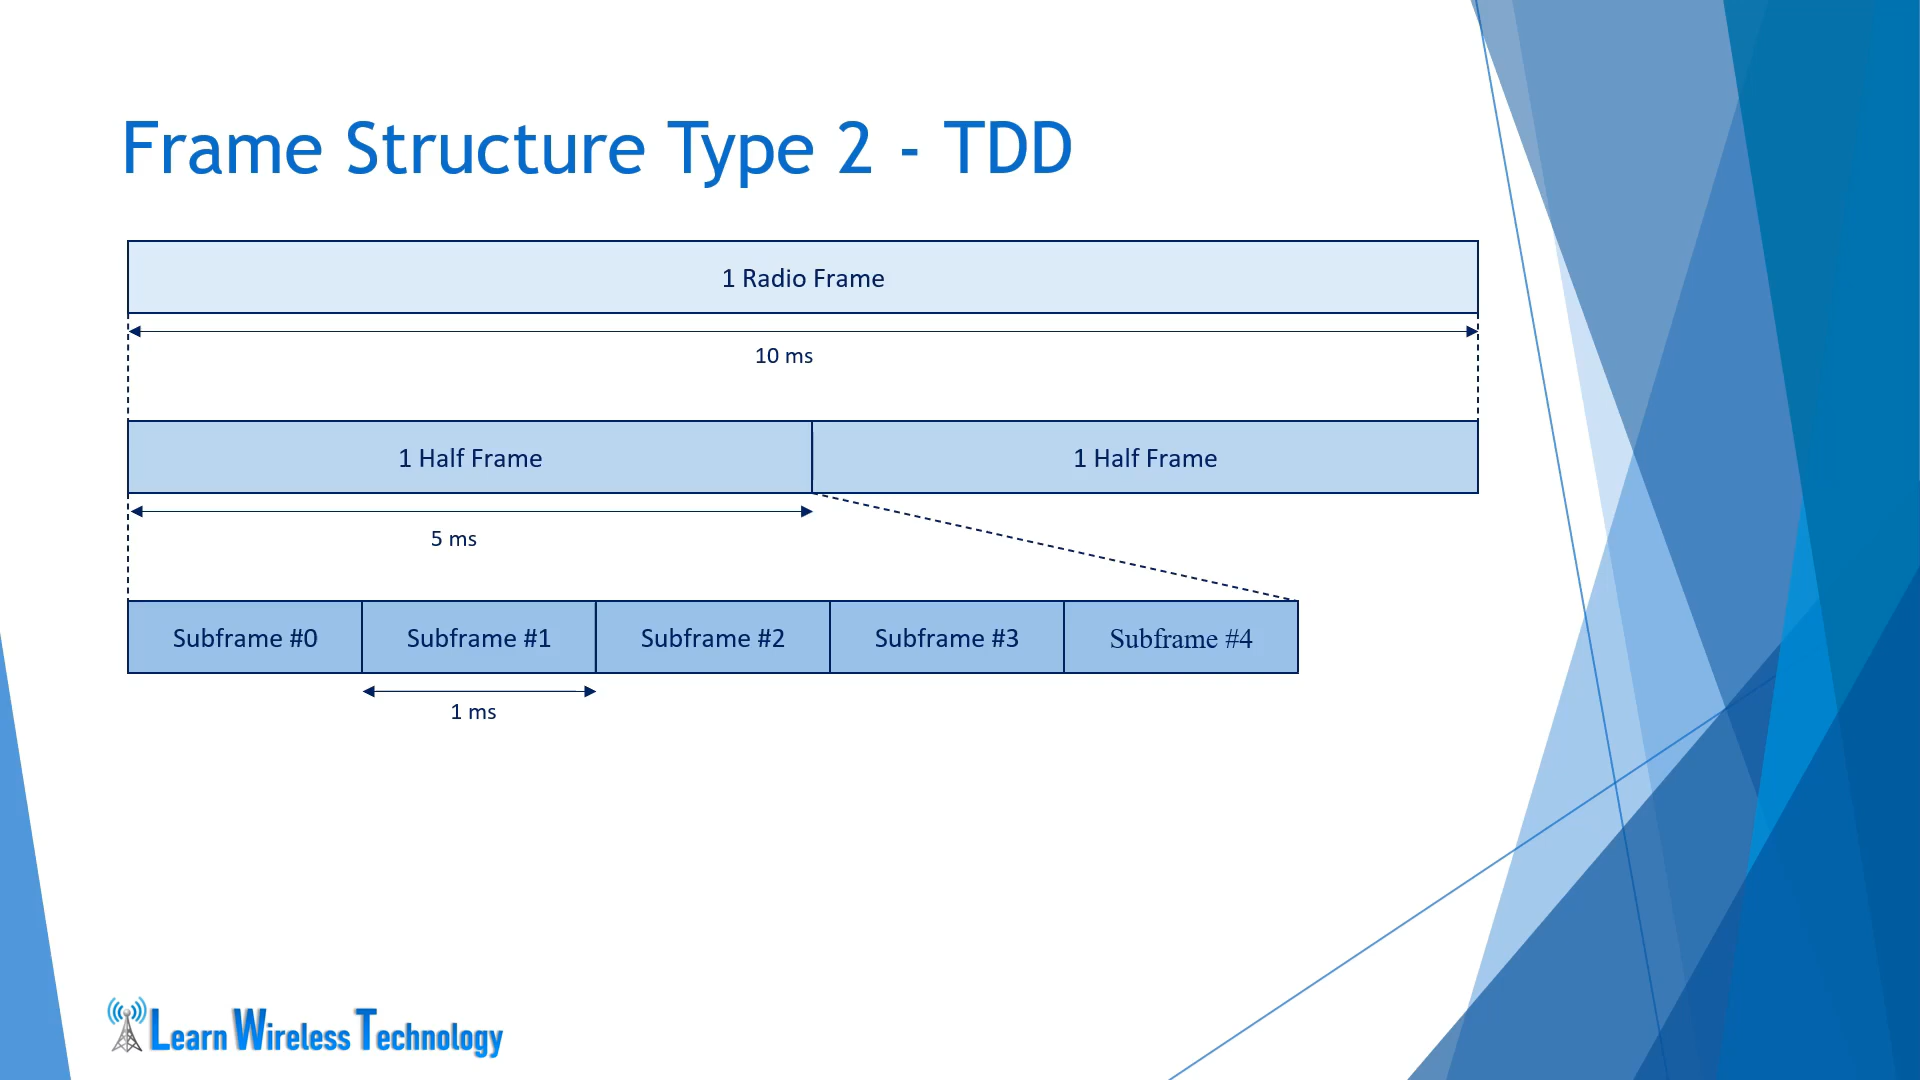 Frame Structure Type 2 - TDD
1 Radio Frame
10 ms
1 Half Frame 1 Half Frame
5 ms
Subframe #0 Subframe #1 Subframe #2 Subframe #3 Subframe #4
1 ms
Learn Wireless Technology